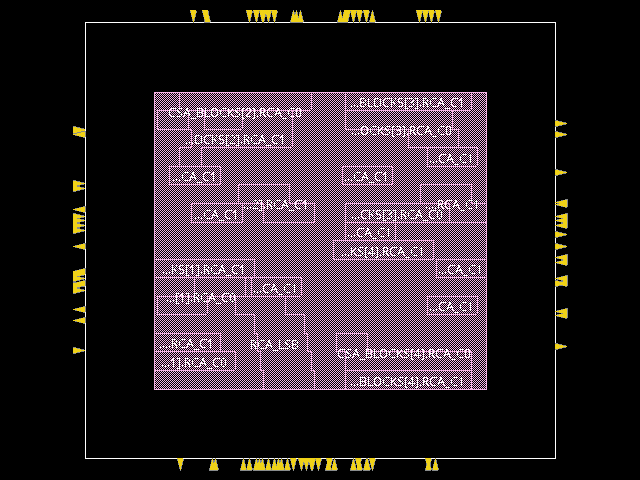 CSA_BLOCKS[2].RCA_C0
...BLOCKS[3].RCA_C1
...OCKS[2].RCA_C1
...OCKS[3].RCA_C0
...CA_C1
...CA_C1
...CA_C1
...2].RCA_C1
...RCA_C1
...CA_C1
...CKS[3].RCA_C0
...CA_C1
...KS[4].RCA_C1
...KS[1].RCA_C1
...CA_C1
...CA_C1
...[1].RCA_C0
...CA_C1
...RCA_C1
RCA_LSB
CSA_BLOCKS[4].RCA_C0
...1].RCA_C0
...BLOCKS[4].RCA_C1